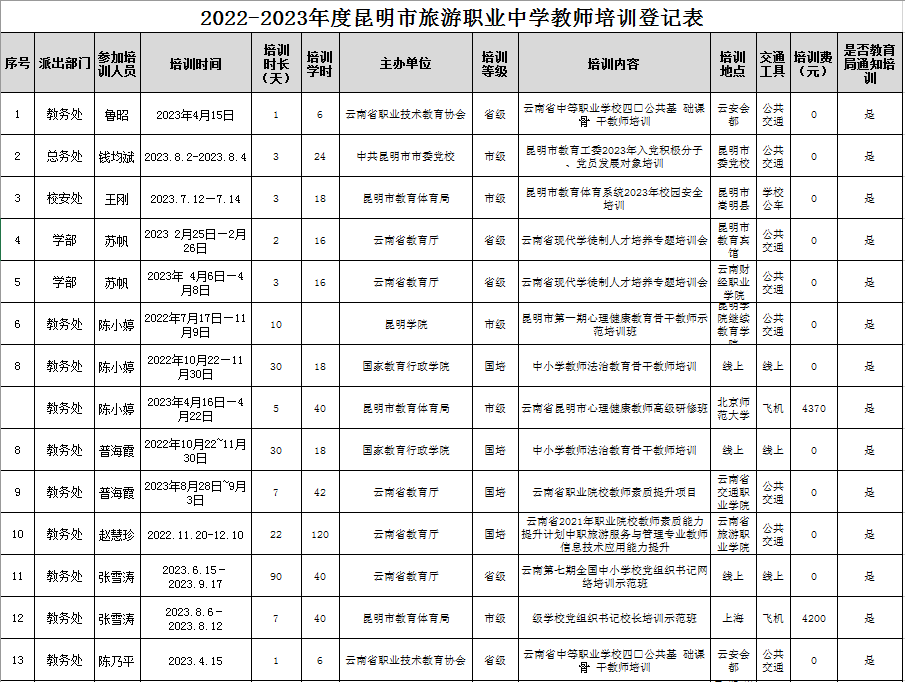 2022-2023年度昆明市旅游职业中学教师培训登记表
序号 派出部门 参加培训人员 培训时间 培训时长（天） 培训学时 主办单位 培训等级 培训内容 培训地点 交通工具 培训费（元） 是否教育局通知培训
1 教务处 鲁昭 2023年4月15日 1 6 云南省职业技术教育协会 省级 云南省中等职业学校四口公共基 础课骨 干教师培训 云安会都 公共交通 0 是
2 总务处 钱均斌 2023.8.2-2023.8.4 3 24 中共昆明市市委党校 市级 昆明市教育工委2023年入党积极分子、党员发展对象培训 昆明市委党校 公共交通 0 是
3 校安处 王刚 2023.7.12—7.14 3 18 昆明市教育体育局 市级 昆明市教育体育系统2023年校园安全培训 昆明市嵩明县 学校公车 0 是
4 学部 苏帆 2023 2月25日—2月26日 2 16 云南省教育厅 省级 云南省现代学徒制人才培养专题培训会 昆明市教育宾馆 公共交通 0 是
5 学部 苏帆 2023年 4月6日—4月8日 3 16 云南省教育厅 省级 云南省现代学徒制人才培养专题培训会 云南财经职业学院 公共交通 0 是
6 教务处 陈小婷 2022年7月17日—11月9日 10 昆明学院 市级 昆明市第一期心理健康教育骨干教师示范培训班 昆明学院继续教育学院 公共交通 0 是
8 教务处 陈小婷 2022年10月22—11月30日 30 18 国家教育行政学院 国培 中小学教师法治教育骨干教师培训 线上 线上 0 是
教务处 陈小婷 2023年4月16日—4月22日 5 40 昆明市教育体育局 市级 云南省昆明市心理健康教师高级研修班 北京师范大学 飞机 4370 是
8 教务处 普海霞 2022年10月22~11月30日 30 18 国家教育行政学院 国培 中小学教师法治教育骨干教师培训 线上 线上 0 是
9 教务处 普海霞 2023年8月28日~9月3日 7 42 云南省教育厅 国培 云南省职业院校教师素质提升项目 云南省交通职业学院 公共交通 0 是
10 教务处 赵慧珍 2022.11.20-12.10 22 120 云南省教育厅 国培 云南省2021年职业院校教师素质能力提升计划中职旅游服务与管理专业教师信息技术应用能力提升 云南省旅游职业学院 公共交通 0 是
11 教务处 张雪涛 2023.6.15-2023.9.17 90 40 云南省教育厅 省级 云南第七期全国中小学校党组织书记网络培训示范班 线上 线上 0 是
12 教务处 张雪涛 2023.8.6-2023.8.12 7 40 昆明市教育体育局 市级 级学校党组织书记校长培训示范班 上海 飞机 4200 是
13 教务处 陈乃平 2023.4.15 1 6 云南省职业技术教育协会 省级 云南省中等职业学校四口公共基 础课骨 干教师培训 云安会都 公共交通 0 是